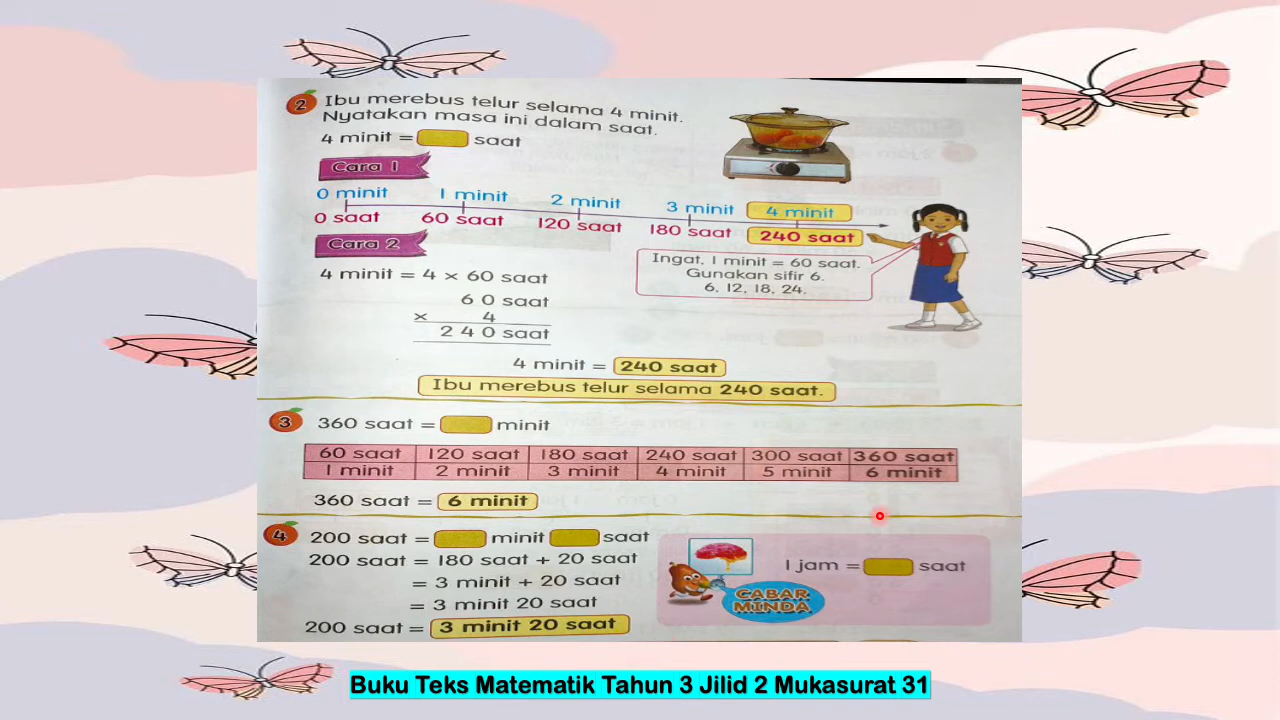 2 Ibu merebus telur selama 4 minit.
Nyatakan masa ini dalam saat.
4 minit = saat
Cara 1
0 minit 1 minit 2 minit 3 minit 4 minit
0 saat 60 saat 120 saat 180 saat 240 saat
Ingat, 1 minit = 60 saat.
Gunakan sifir 6.
6, 12, 18, 24.
Cara 2
4 minit = 4 × 60 saat
6 0 saat
× 4
2 4 0 saat
4 minit = 240 saat
Ibu merebus telur selama 240 saat.
3 360 saat = minit
60 saat 120 saat 180 saat 240 saat 300 saat 360 saat
1 minit 2 minit 3 minit 4 minit 5 minit 6 minit
360 saat = 6 minit
4 200 saat = minit saat
200 saat = 180 saat + 20 saat
= 3 minit + 20 saat
= 3 minit 20 saat
200 saat = 3 minit 20 saat
1 jam = saat
CABAR
MINDA
Buku Teks Matematik Tahun 3 Jilid 2 Mukasurat 31